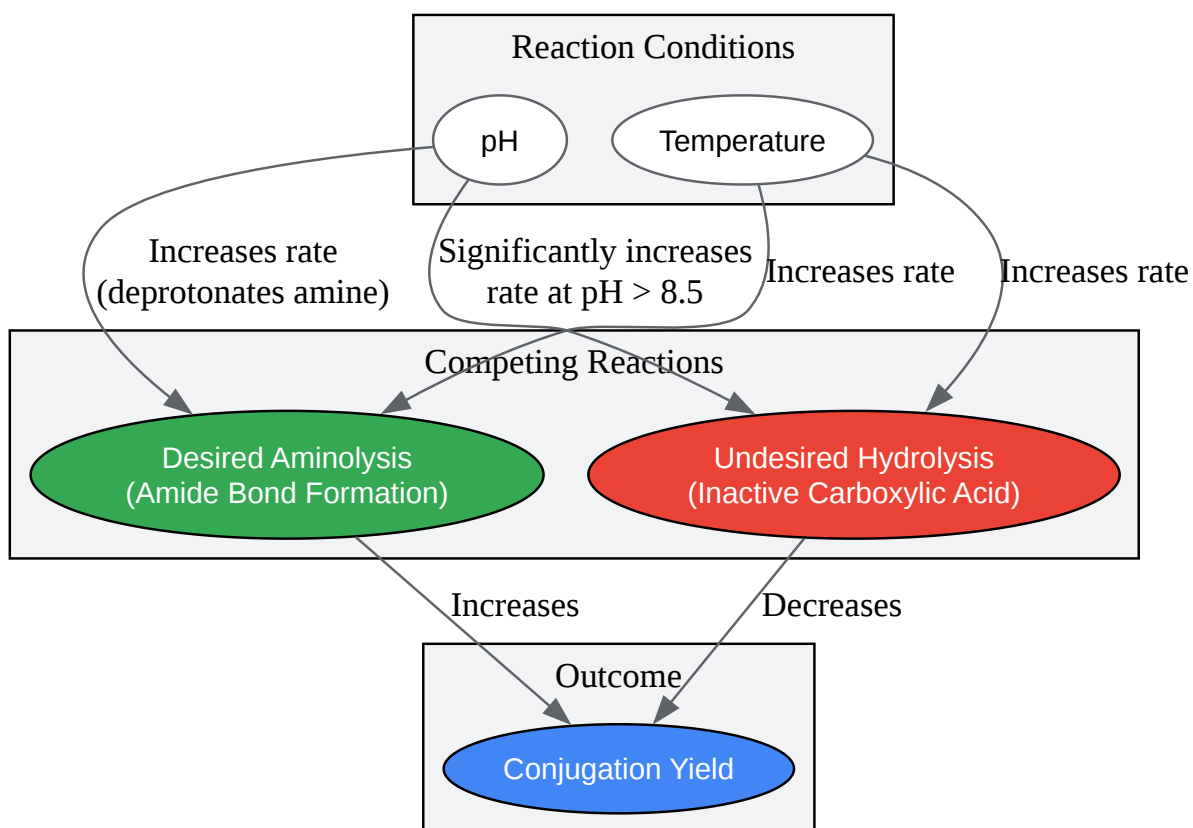 Reaction Conditions
pH
Temperature
Increases rate
(deprotonates amine)
Significantly increases
rate at pH > 8.5
Increases rate
Increases rate
Competing Reactions
Desired Aminolysis
(Amide Bond Formation)
Undesired Hydrolysis
(Inactive Carboxylic Acid)
Increases
Decreases
Outcome
Conjugation Yield